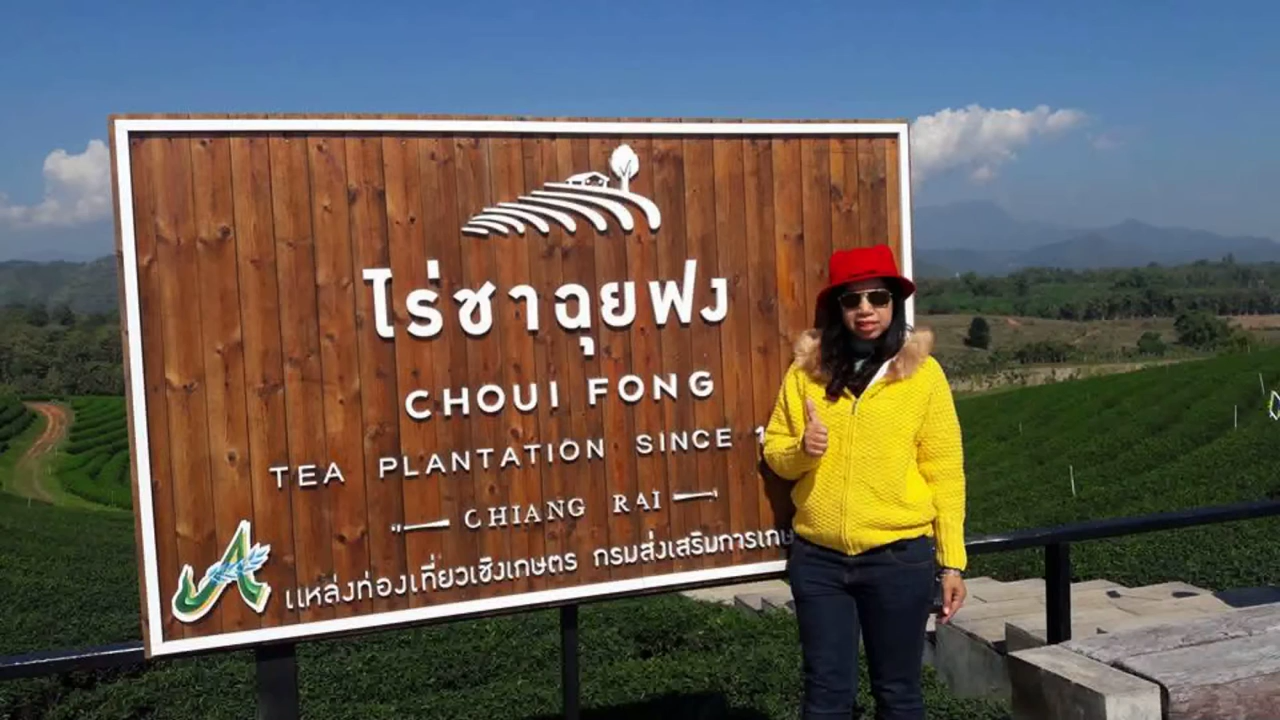 ไร่ชาฉุยฟง
CHOUI FONG
TEA PLANTATION SINCE
CHIANG RAI
แหล่งท่องเที่ยวเชิงเกษตร กรมส่งเสริมการเกษ